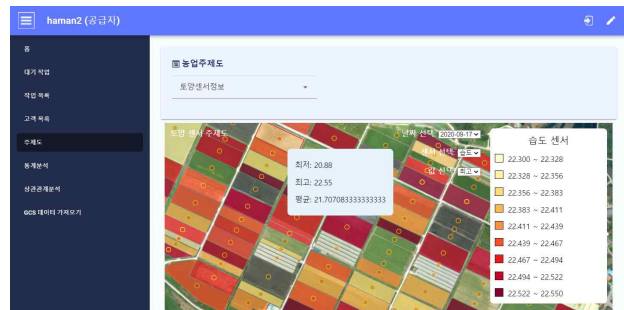 haman2 (공급지)
홈
대기 작업
작업 목록
고객 목록
주제도
통계분석
상관관계분석
GCS 데이터 가져오기
농업주제도
토양센서정보
토양 센서 주제도
날짜 선택: 2020-09-17
센서 선택: 습도
값 선택: 최고
최저: 20.88
최고: 22.55
평균: 21.707083333333333
습도 센서
22.300 ~ 22.328
22.328 ~ 22.356
22.356 ~ 22.383
22.383 ~ 22.411
22.411 ~ 22.439
22.439 ~ 22.467
22.467 ~ 22.494
22.494 ~ 22.522
22.522 ~ 22.550